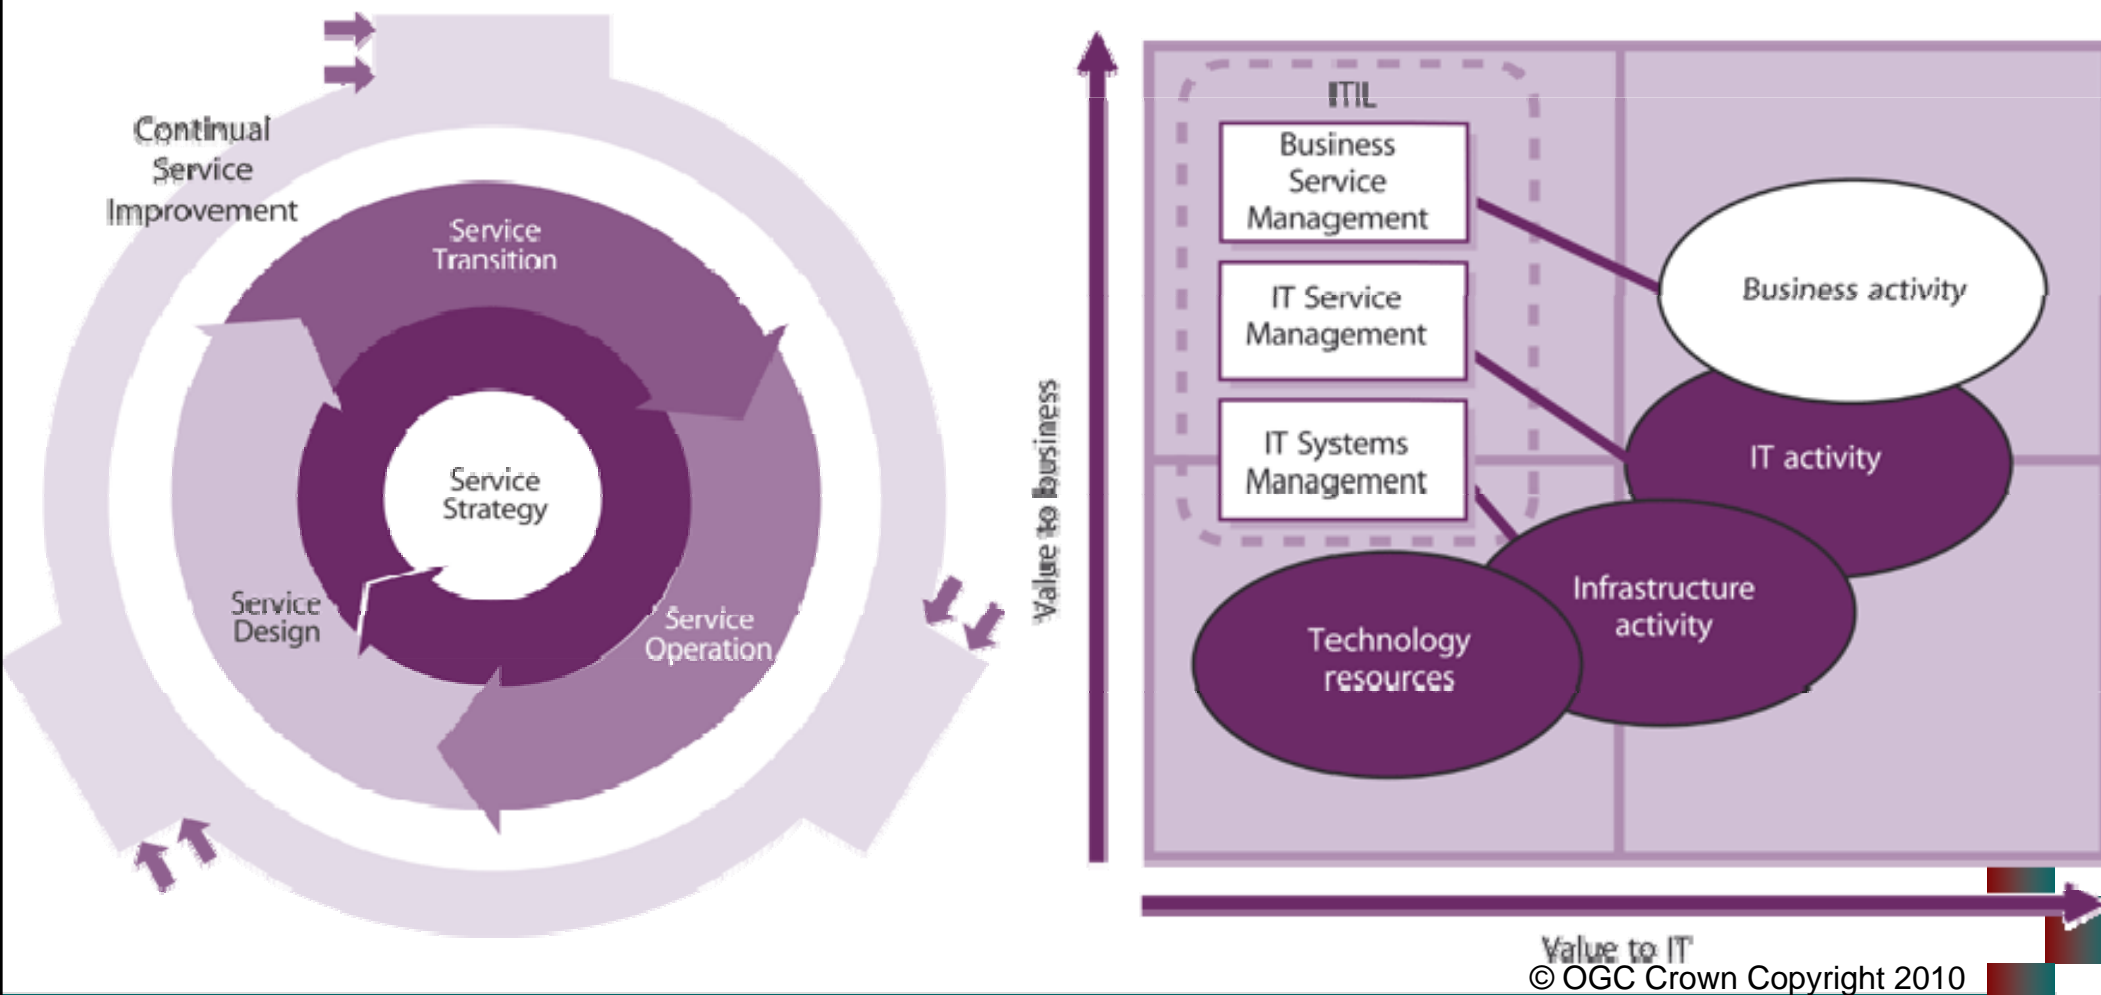 Continual
Service
Improvement
Service
Transition
Service
Strategy
Service
Design
Service
Operation
Value to business
ITIL
Business
Service
Management
IT Service
Management
IT Systems
Management
Business activity
IT activity
Infrastructure
activity
Technology
resources
Value to IT
© OGC Crown Copyright 2010